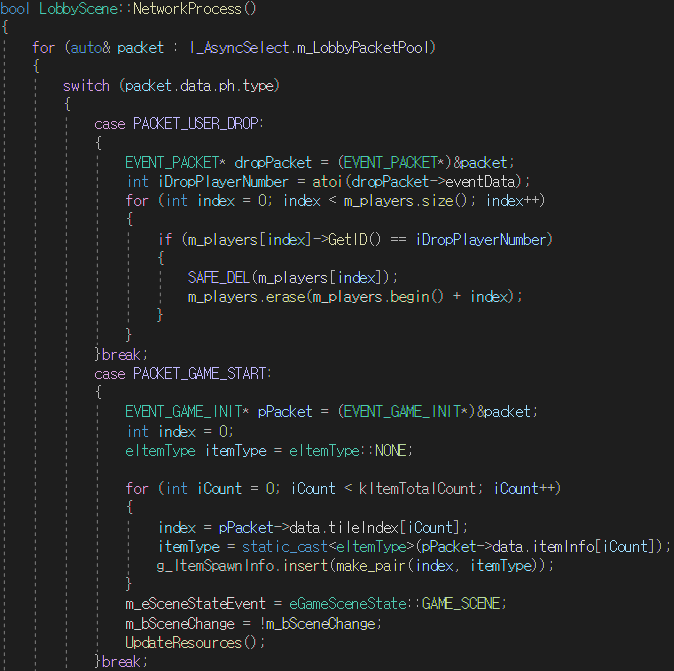 bool LobbyScene::NetworkProcess()
{
for (auto& packet : I_AsyncSelect.m_LobbyPacketPool)
{
switch (packet.data.ph.type)
{
case PACKET_USER_DROP:
{
EVENT_PACKET* dropPacket = (EVENT_PACKET*)&packet;
int iDropPlayerNumber = atoi(dropPacket->eventData);
for (int index = 0; index < m_players.size(); index++)
{
if (m_players[index]->GetID() == iDropPlayerNumber)
{
SAFE_DEL(m_players[index]);
m_players.erase(m_players.begin() + index);
}
}
}break;
case PACKET_GAME_START:
{
EVENT_GAME_INIT* pPacket = (EVENT_GAME_INIT*)&packet;
int index = 0;
eItemType itemType = eItemType::NONE;
for (int iCount = 0; iCount < kItemTotalCount; iCount++)
{
index = pPacket->data.tileIndex[iCount];
itemType = static_cast<eItemType>(pPacket->data.itemInfo[iCount]);
g_ItemSpawnInfo.insert(make_pair(index, itemType));
}
m_eSceneStateEvent = eGameSceneState::GAME_SCENE;
m_bSceneChange = !m_bSceneChange;
UpdateResources();
}break;